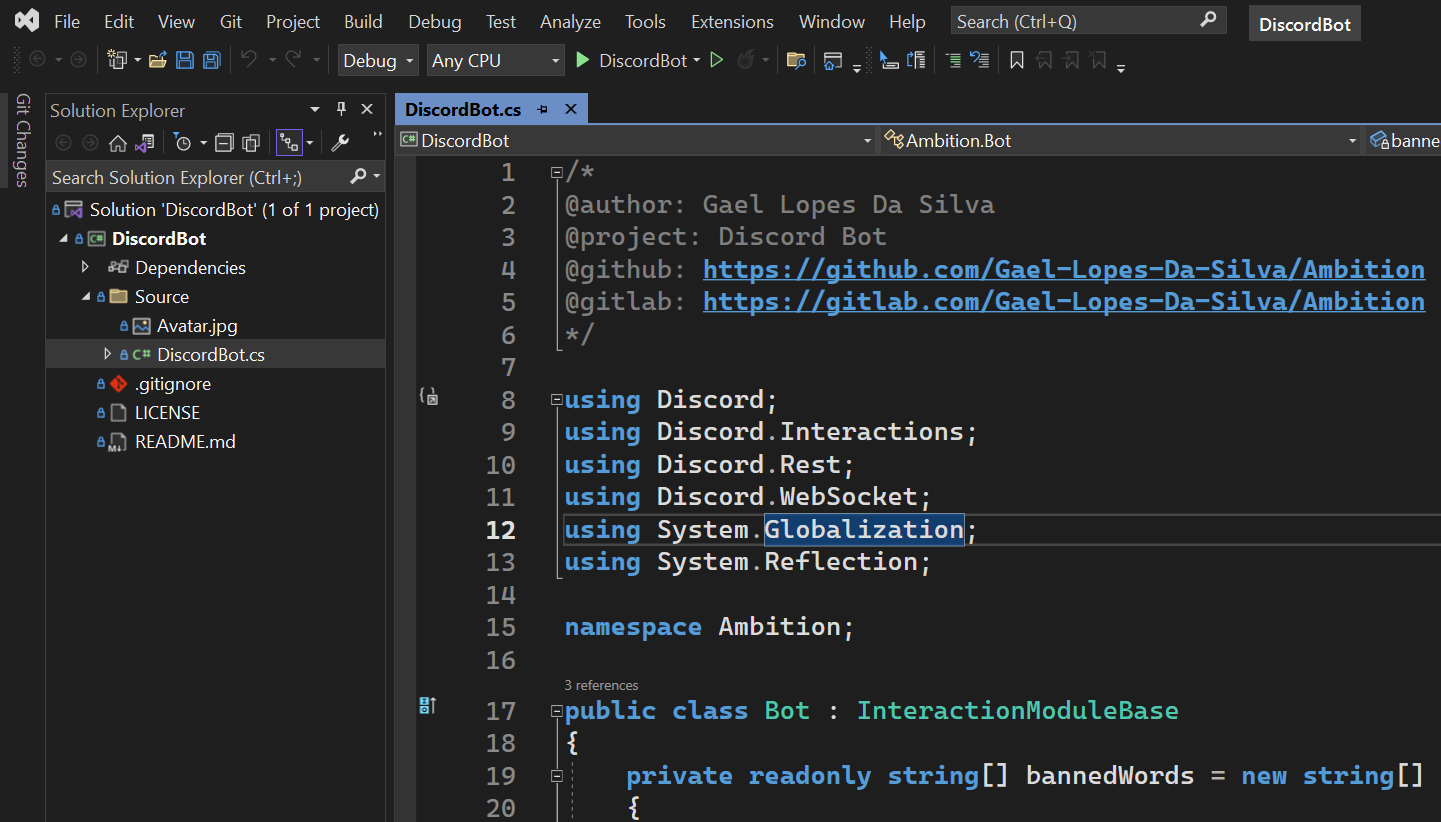 File Edit View Git Project Build Debug Test Analyze Tools Extensions Window Help Search (Ctrl+Q) DiscordBot
Debug Any CPU DiscordBot
Git Changes
Solution Explorer
Search Solution Explorer (Ctrl+;)
Solution 'DiscordBot' (1 of 1 project)
DiscordBot
Dependencies
Source
Avatar.jpg
C# DiscordBot.cs
.gitignore
LICENSE
README.md
DiscordBot.cs
C# DiscordBot Ambition.Bot banne
1 /*
2 @author: Gael Lopes Da Silva
3 @project: Discord Bot
4 @github: https://github.com/Gael-Lopes-Da-Silva/Ambition
5 @gitlab: https://gitlab.com/Gael-Lopes-Da-Silva/Ambition
6 */
7
8 using Discord;
9 using Discord.Interactions;
10 using Discord.Rest;
11 using Discord.WebSocket;
12 using System.Globalization;
13 using System.Reflection;
14
15 namespace Ambition;
16
3 references
17 public class Bot : InteractionModuleBase
18 {
19 private readonly string[] bannedWords = new string[]
20 {